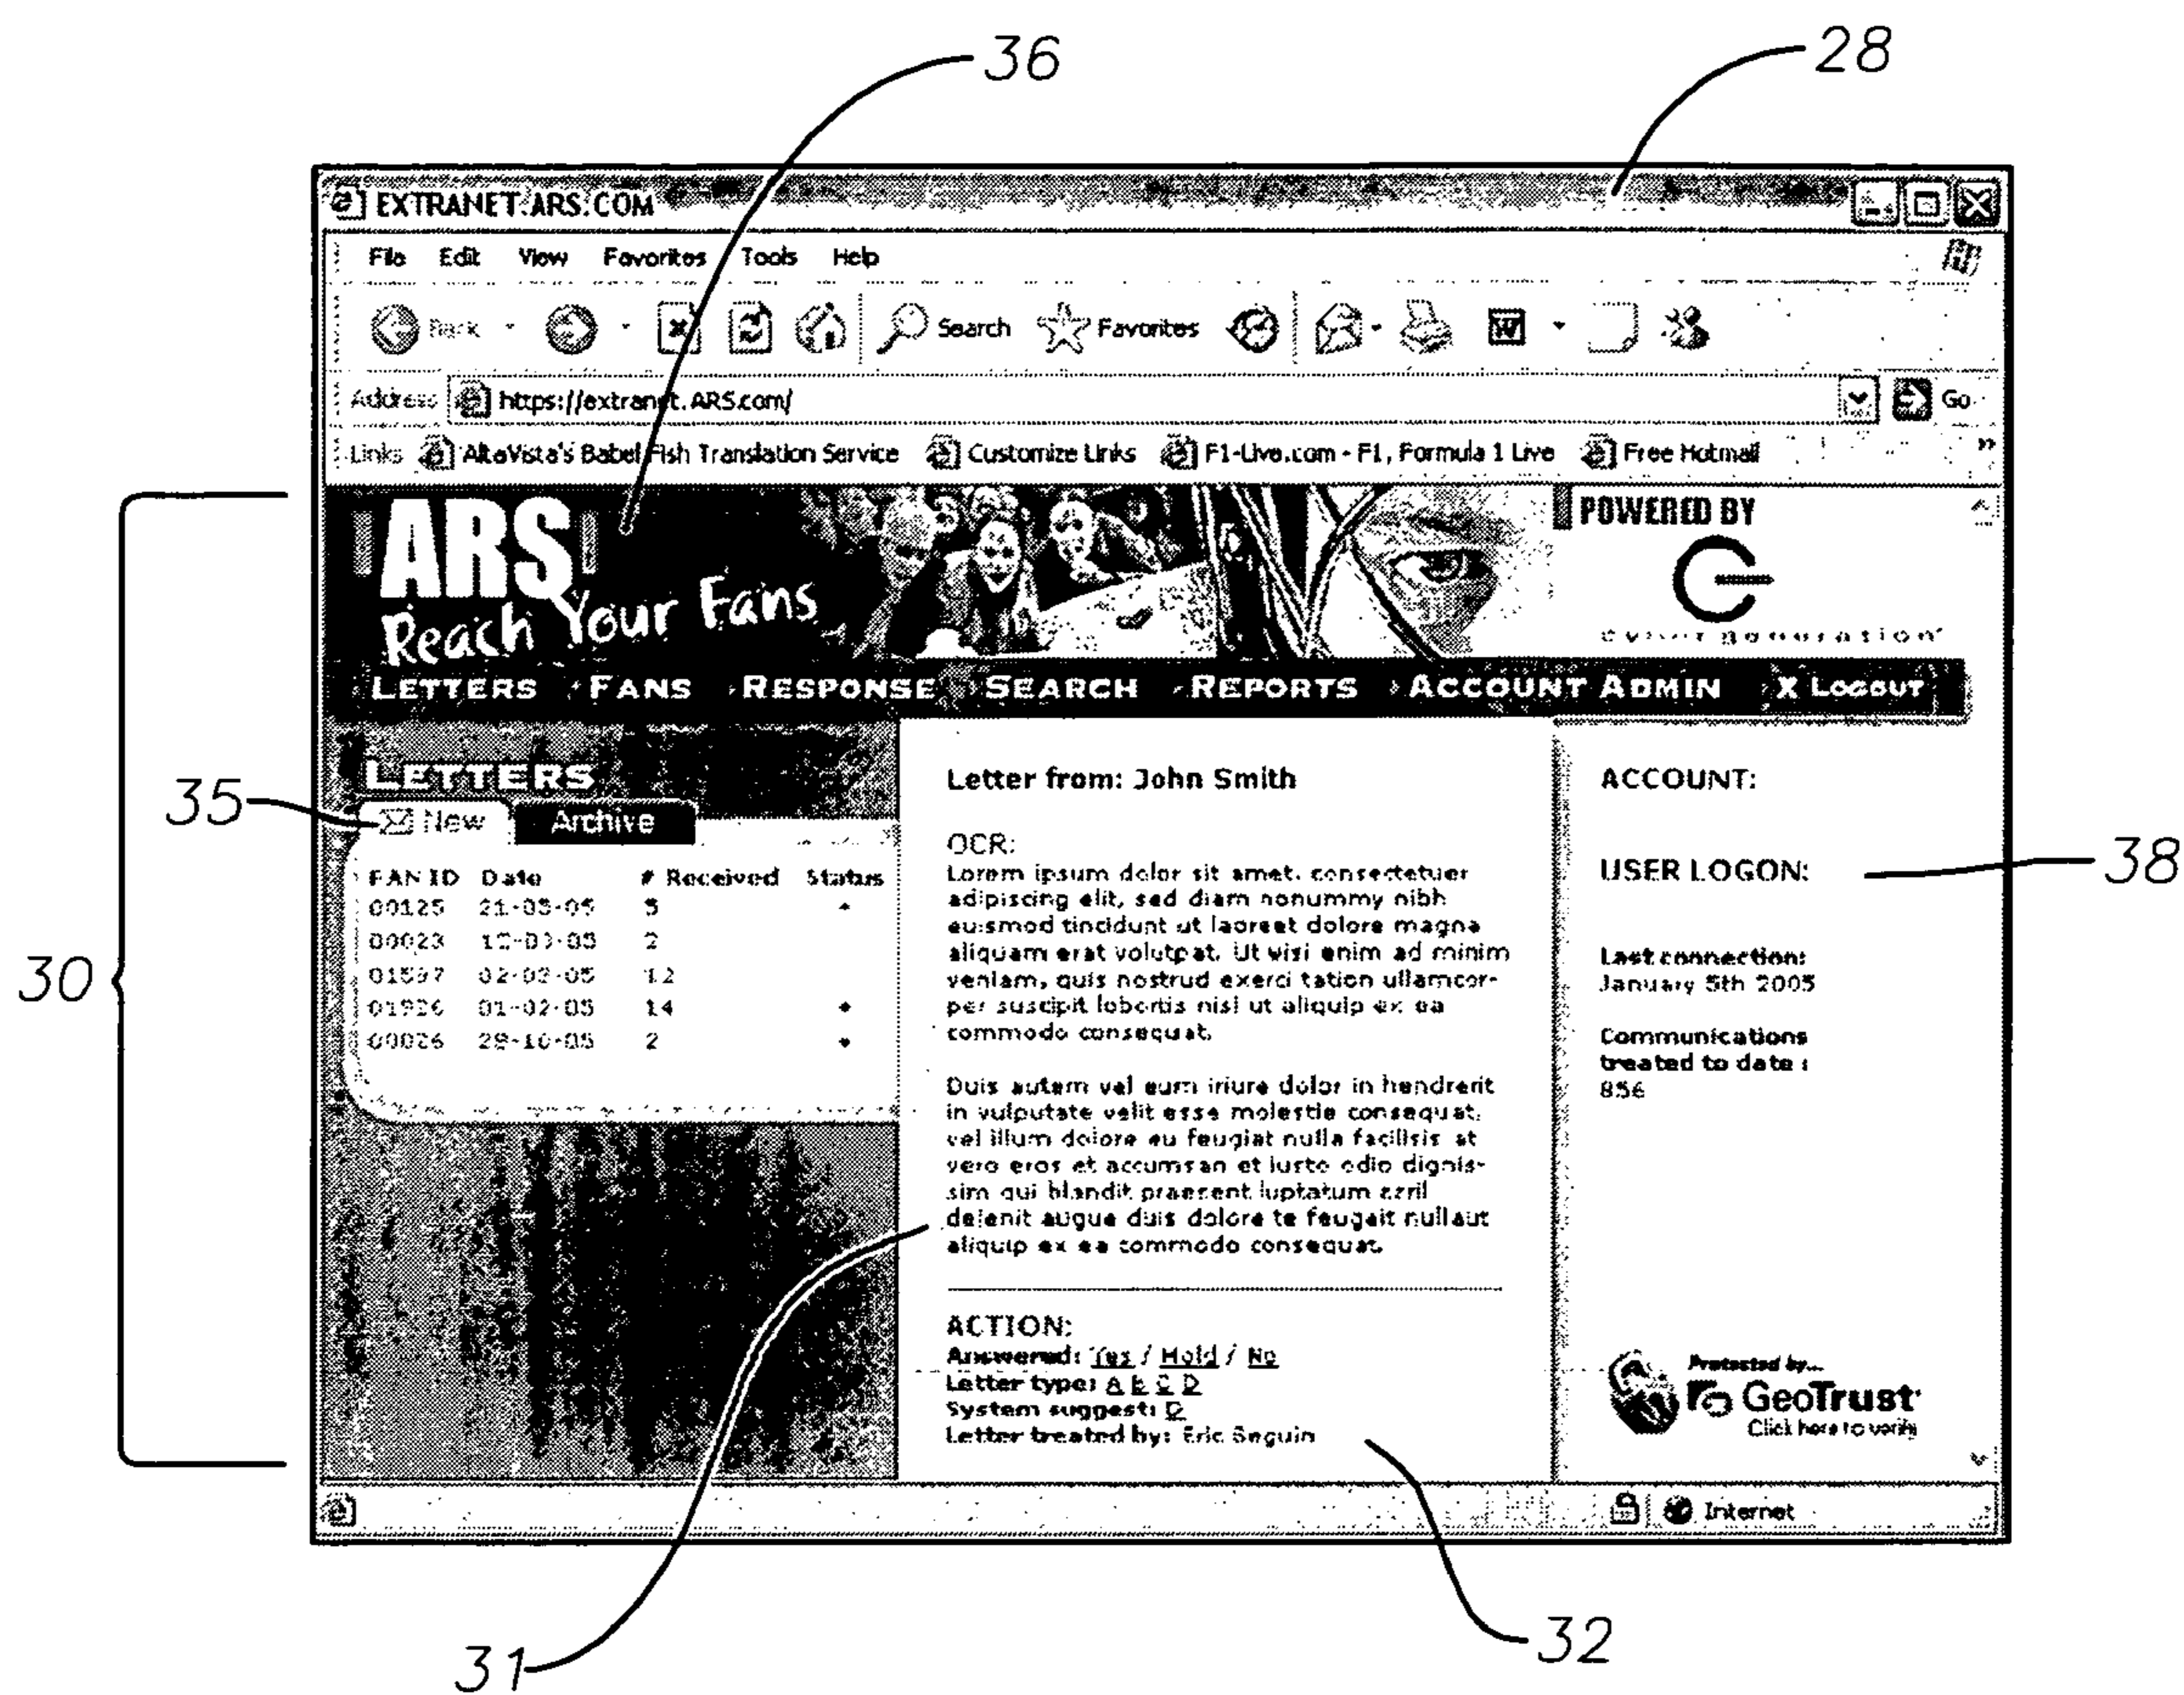 36
28
EXTRANET.ARS.COM
File Edit View Favorites Tools Help
Back Search Favorites
Address https://extranet.ARS.com/ Go
Links AltaVista's Babel Fish Translation Service Customize Links F1-Live.com - F1, Formula 1 Live Free Hotmail »
ARS
Reach Your Fans
POWERED BY
LETTERS FANS RESPONSE SEARCH REPORTS ACCOUNT ADMIN X LOGOUT
LETTERS
35
New Archive
FAN ID Date # Received Status
00125 5
00023 2
02-02-05 12
01-02-05 14
00026 28-10-05 2
30
Letter from: John Smith
OCR:
Lorem ipsum dolor sit amet, consectetuer
adipiscing elit, sed diam nonummy nibh
euismod tincidunt ut laoreet dolore magna
aliquam erat volutpat. Ut wisi enim ad minim
veniam, quis nostrud exerci tation ullamcor-
per suscipit lobortis nisl ut aliquip ex ea
commodo consequat.
Duis autem vel eum iriure dolor in hendrerit
in vulputate velit esse molestie consequat,
vel illum dolore eu feugiat nulla facilisis at
vero eros et accumsan et iusto odio dignis-
sim qui blandit praesent luptatum zzril
delenit augue duis dolore te feugait nullaut
aliquip ex ea commodo consequat.
ACTION:
Answered: Yes / Hold / No
Letter type: A B C D
System suggest: D
Letter treated by: Eric Seguin
ACCOUNT:
USER LOGON:
38
Last connection:
January 5th 2005
Communications
treated to date :
856
Protected by...
GeoTrust
Click here to verify
Internet
31
32